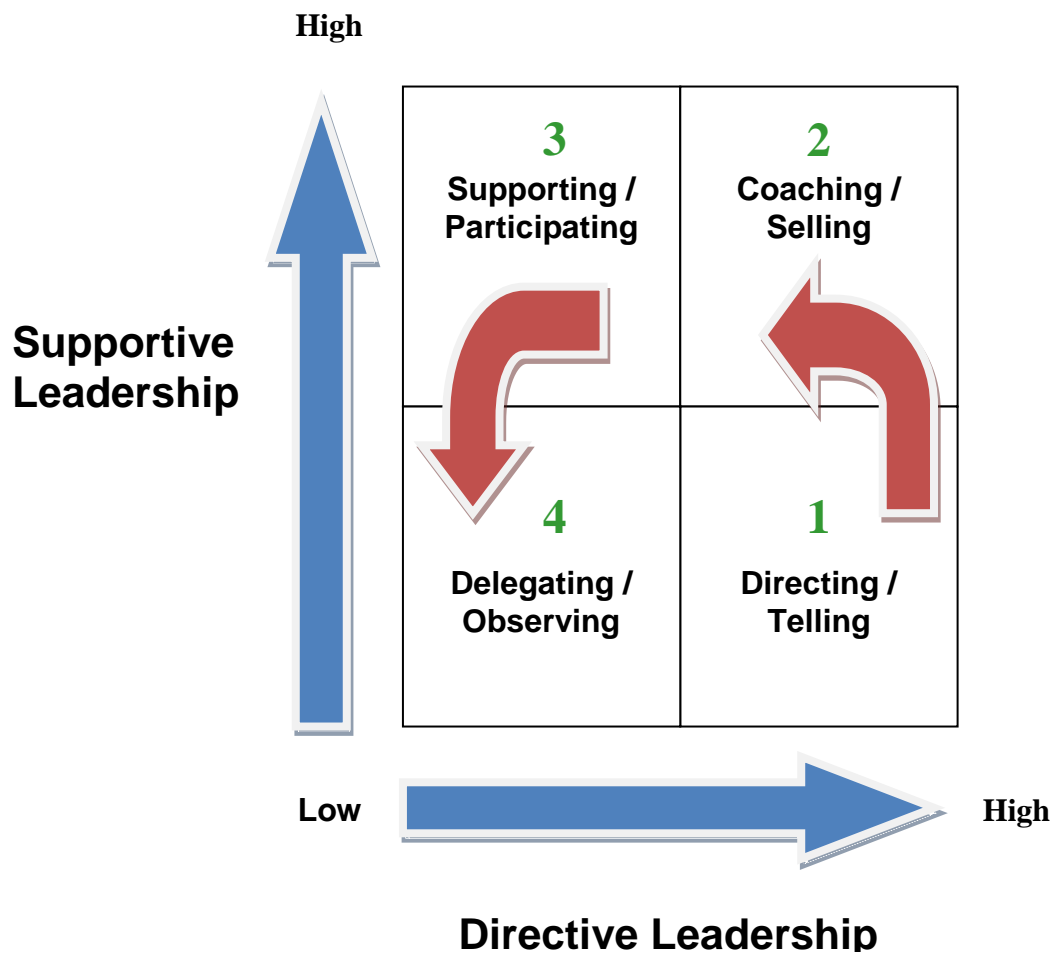 High
3
Supporting /
Participating
2
Coaching /
Selling
Supportive
Leadership
4
Delegating /
Observing
1
Directing /
Telling
Low
High
Directive Leadership